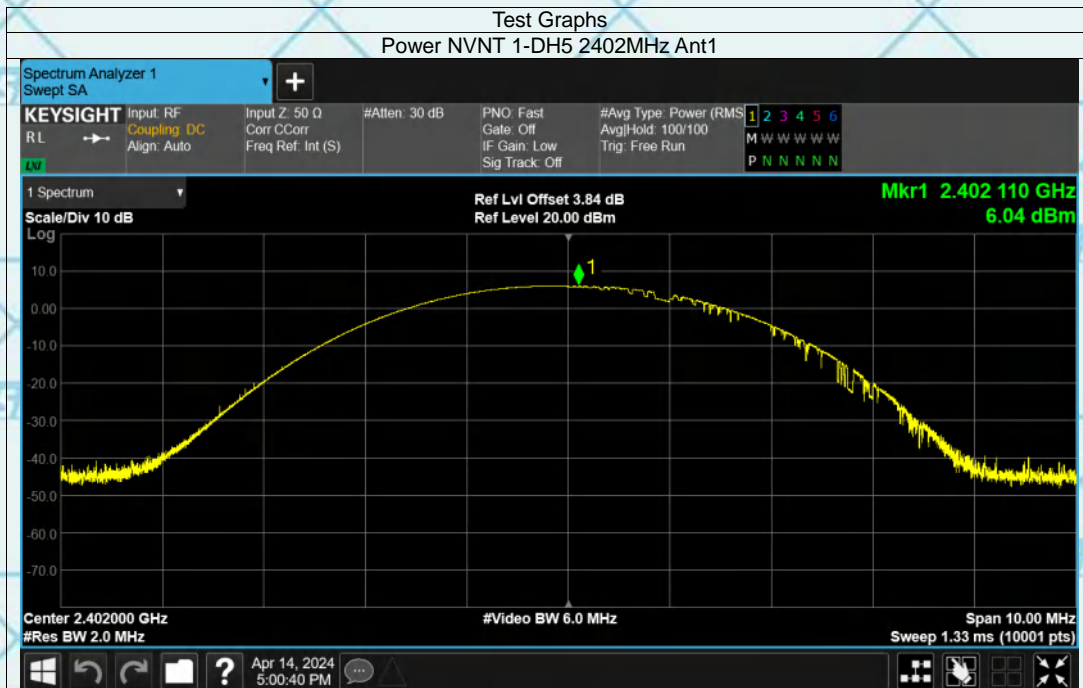 Test Graphs
Power NVNT 1-DH5 2402MHz Ant1
Spectrum Analyzer 1
Swept SA
+
KEYSIGHT
RL
LXI
Input: RF
Coupling: DC
Align: Auto
Input Z: 50 Ω
Corr CCorr
Freq Ref: Int (S)
#Atten: 30 dB
PNO: Fast
Gate: Off
IF Gain: Low
Sig Track: Off
#Avg Type: Power (RMS
Avg|Hold: 100/100
Trig: Free Run
1 2 3 4 5 6
M W W W W W
P N N N N N
1 Spectrum
Scale/Div 10 dB
Log
Ref Lvl Offset 3.84 dB
Ref Level 20.00 dBm
Mkr1 2.402 110 GHz
6.04 dBm
1
10.0
0.00
-10.0
-20.0
-30.0
-40.0
-50.0
-60.0
-70.0
Center 2.402000 GHz
#Res BW 2.0 MHz
#Video BW 6.0 MHz
Span 10.00 MHz
Sweep 1.33 ms (10001 pts)
?
Apr 14, 2024
5:00:40 PM